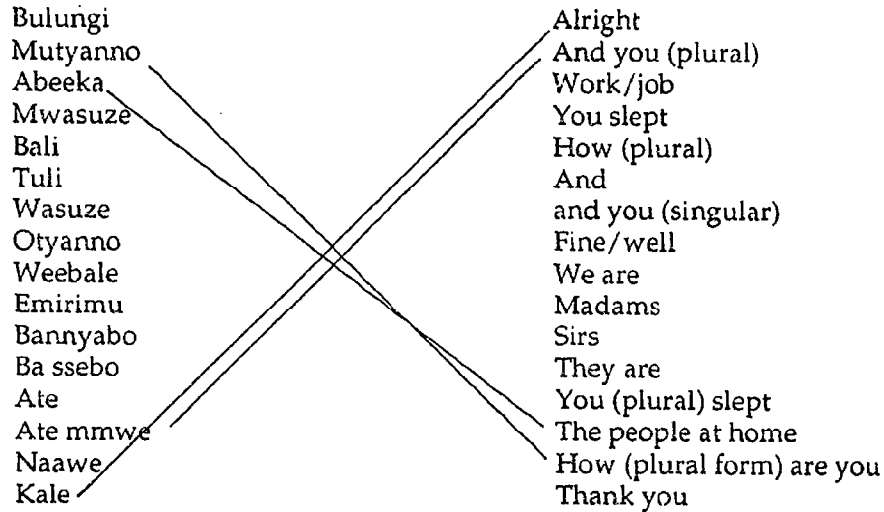 Bulungi
Mutyanno
Abeeka
Mwasuze
Bali
Tuli
Wasuze
Otyanno
Weebale
Emirimu
Bannyabo
Ba ssebo
Ate
Ate mmwe
Naawe
Kale
Alright
And you (plural)
Work/job
You slept
How (plural)
And
and you (singular)
Fine/well
We are
Madams
Sirs
They are
You (plural) slept
The people at home
How (plural form) are you
Thank you